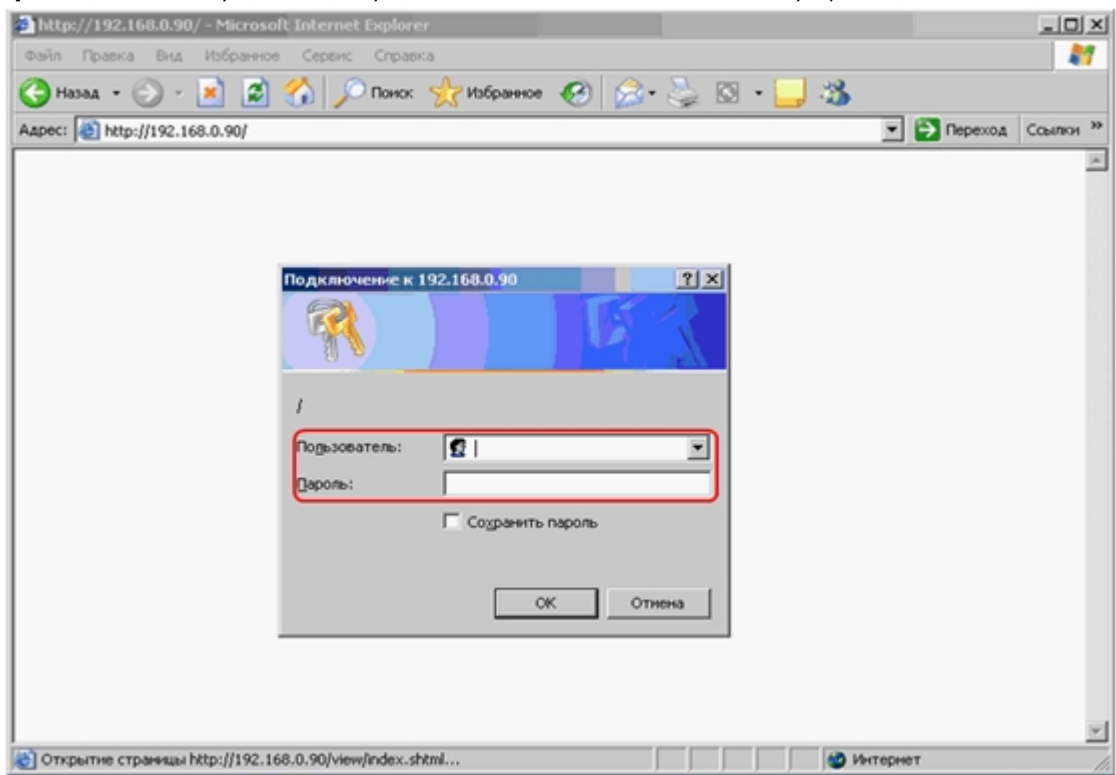 http://192.168.0.90/ - Microsoft Internet Explorer
Файл Правка Вид Избранное Сервис Справка
Назад Поиск Избранное
Адрес: http://192.168.0.90/ Переход Ссылки »
Подключение к 192.168.0.90
/
Пользователь:
Пароль:
Сохранить пароль
OK Отмена
Открытие страницы http://192.168.0.90/view/index.shtml... Интернет